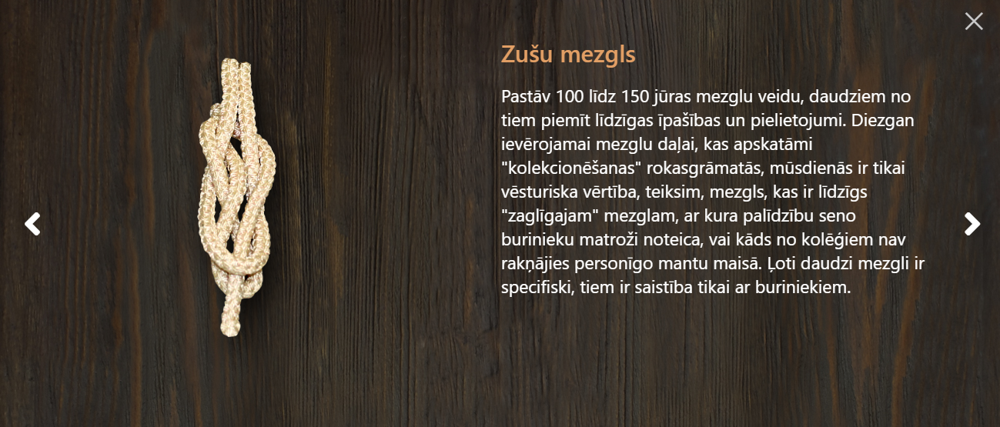 Zušu mezgls
Pastāv 100 līdz 150 jūras mezglu veidu, daudziem no
tiem piemīt līdzīgas īpašības un pielietojumi. Diezgan
ievērojamai mezglu daļai, kas apskatāmi
"kolekcionēšanas" rokasgrāmatās, mūsdienās ir tikai
vēsturiska vērtība, teiksim, mezgls, kas ir līdzīgs
"zaglīgajam" mezglam, ar kura palīdzību seno
burinieku matroži noteica, vai kāds no kolēģiem nav
rakņājies personīgo mantu maisā. Ļoti daudzi mezgli ir
specifiski, tiem ir saistība tikai ar buriniekiem.